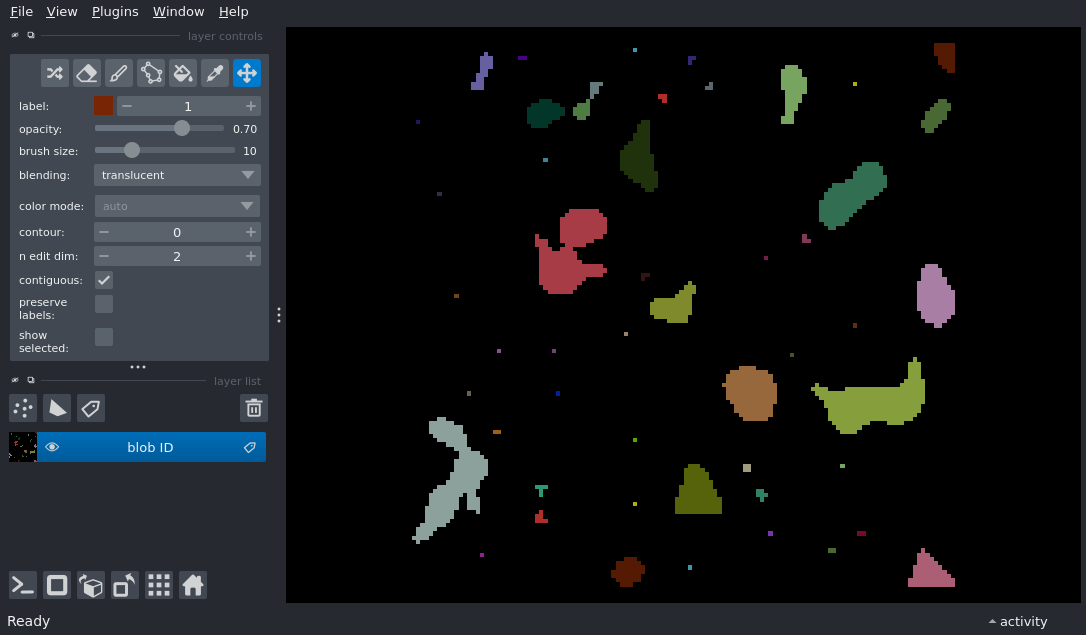 File View Plugins Window Help
layer controls
label: 1
opacity: 0.70
brush size: 10
blending: translucent
color mode: auto
contour: 0
n edit dim: 2
contiguous:
preserve
labels:
show
selected:
layer list
blob ID
Ready
activity